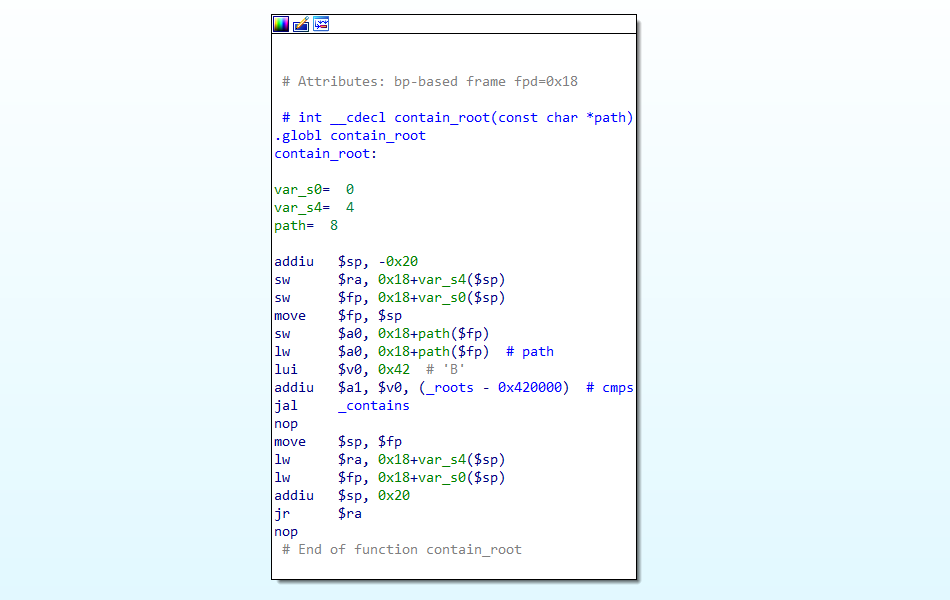 # Attributes: bp-based frame fpd=0x18
# int __cdecl contain_root(const char *path)
.globl contain_root
contain_root:
var_s0=  0
var_s4=  4
path=  8
addiu   $sp, -0x20
sw      $ra, 0x18+var_s4($sp)
sw      $fp, 0x18+var_s0($sp)
move    $fp, $sp
sw      $a0, 0x18+path($fp)
lw      $a0, 0x18+path($fp)  # path
lui     $v0, 0x42  # 'B'
addiu   $a1, $v0, (_roots - 0x420000)  # cmps
jal     _contains
nop
move    $sp, $fp
lw      $ra, 0x18+var_s4($sp)
lw      $fp, 0x18+var_s0($sp)
addiu   $sp, 0x20
jr      $ra
nop
# End of function contain_root